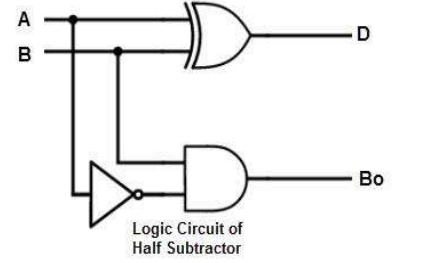 A
B
D
Bo
Logic Circuit of
Half Subtractor